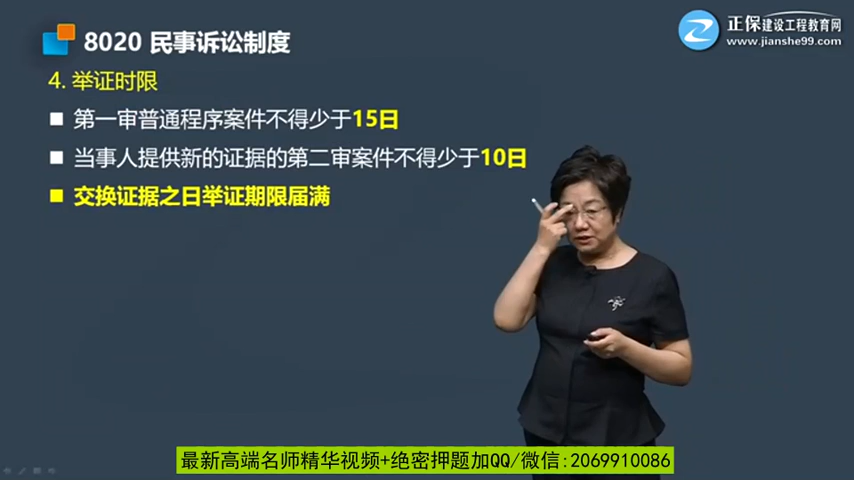 正保建设工程教育网
www.jianshe99.com
8020 民事诉讼制度
4. 举证时限
第一审普通程序案件不得少于15日
当事人提供新的证据的第二审案件不得少于10日
交换证据之日举证期限届满
最新高端名师精华视频+绝密押题加QQ/微信:2069910086